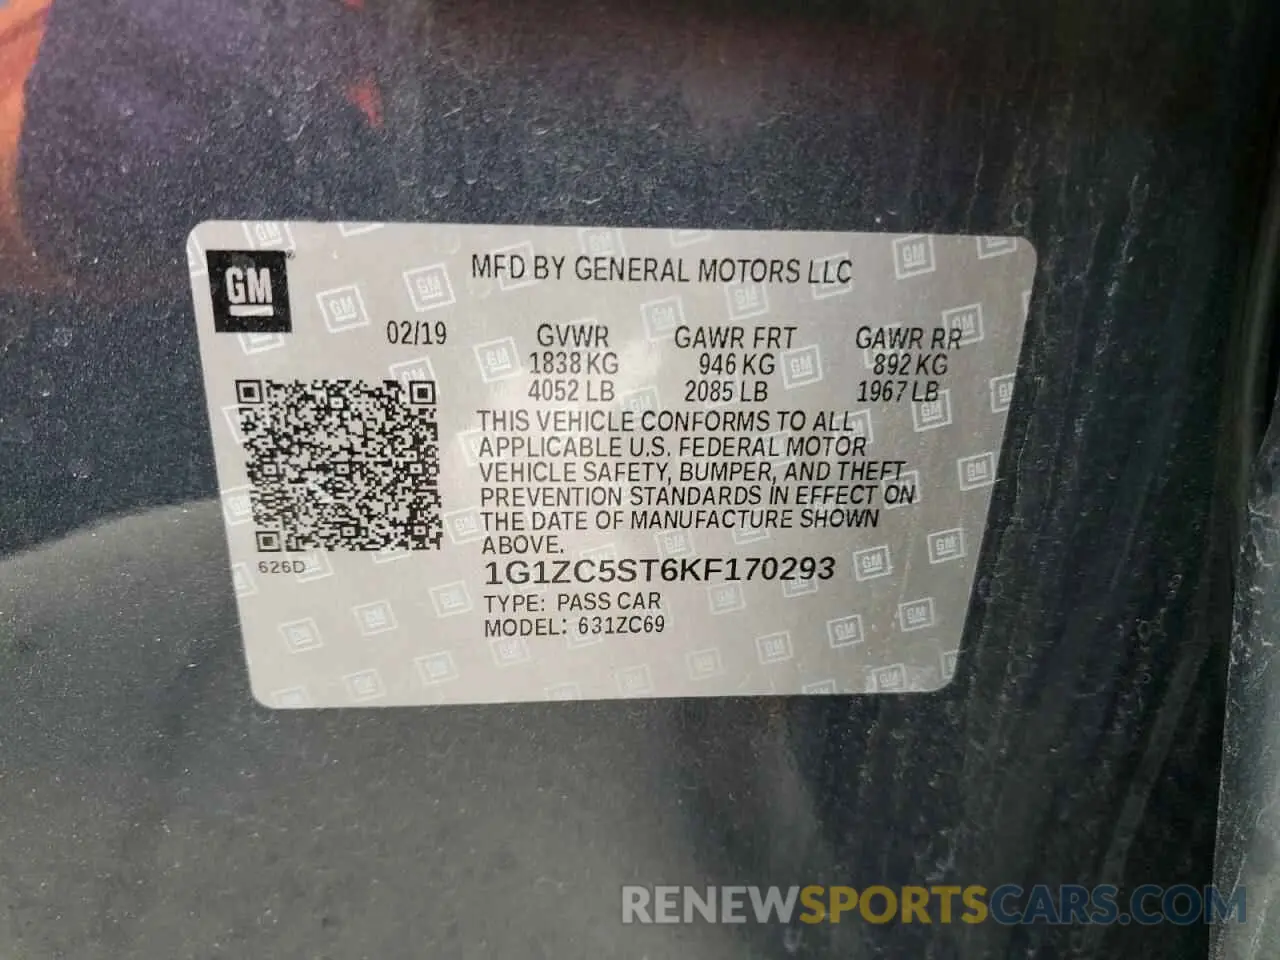 GM
MFD BY GENERAL MOTORS LLC
02/19 GVWR GAWR FRT GAWR RR
1838 KG 946 KG 892 KG
4052 LB 2085 LB 1967 LB
THIS VEHICLE CONFORMS TO ALL
APPLICABLE U.S. FEDERAL MOTOR
VEHICLE SAFETY, BUMPER, AND THEFT
PREVENTION STANDARDS IN EFFECT ON
THE DATE OF MANUFACTURE SHOWN
ABOVE.
626D
1G1ZC5ST6KF170293
TYPE: PASS CAR
MODEL: 631ZC69
RENEWSPORTSCARS.COM